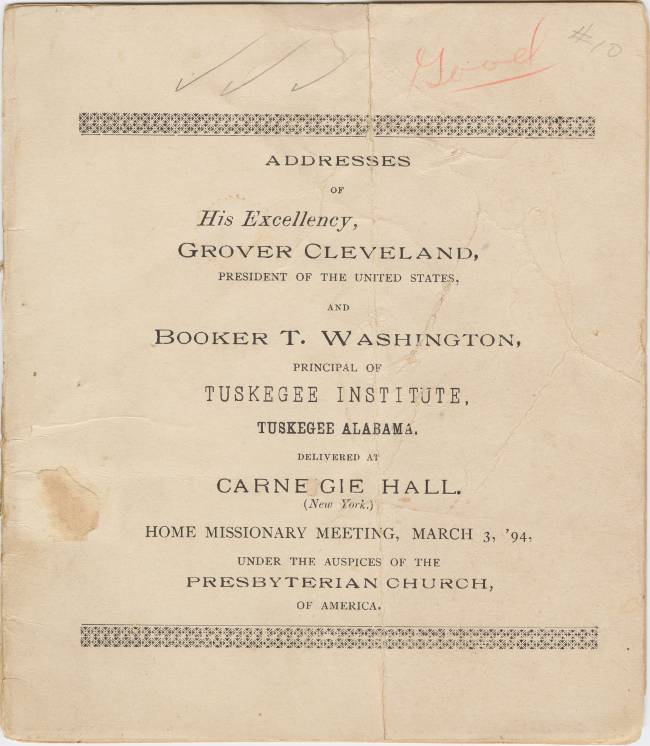 Good #10
ADDRESSES
OF
His Excellency,
GROVER CLEVELAND,
PRESIDENT OF THE UNITED STATES,
AND
BOOKER T. WASHINGTON,
PRINCIPAL OF
TUSKEGEE INSTITUTE,
TUSKEGEE ALABAMA.
DELIVERED AT
CARNEGIE HALL.
(New York.)
HOME MISSIONARY MEETING, MARCH 3, '94,
UNDER THE AUSPICES OF THE
PRESBYTERIAN CHURCH,
OF AMERICA.